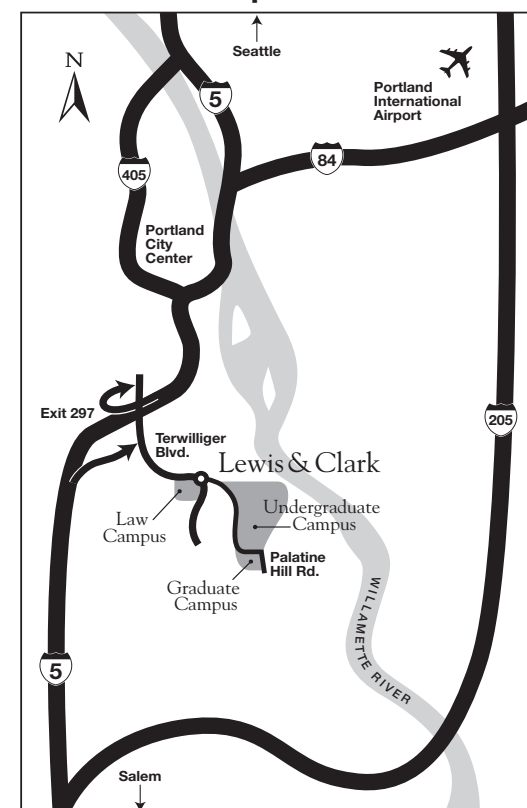 Seattle
N
Portland
International
Airport
5
84
405
Portland
City
Center
Exit 297
205
Terwilliger
Blvd.
Lewis & Clark
Law
Campus
Undergraduate
Campus
Palatine
Hill Rd.
Graduate
Campus
WILLAMETTE RIVER
5
Salem